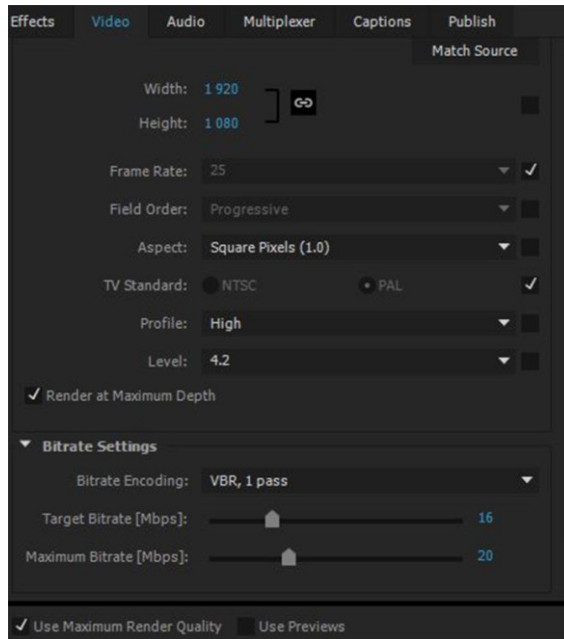 Effects Video Audio Multiplexer Captions Publish
Match Source
Width: 1 920
Height: 1 080
Frame Rate: 25
Field Order: Progressive
Aspect: Square Pixels (1.0)
TV Standard: NTSC PAL
Profile: High
Level: 4.2
Render at Maximum Depth
Bitrate Settings
Bitrate Encoding: VBR, 1 pass
Target Bitrate [Mbps]: 16
Maximum Bitrate [Mbps]: 20
Use Maximum Render Quality Use Previews